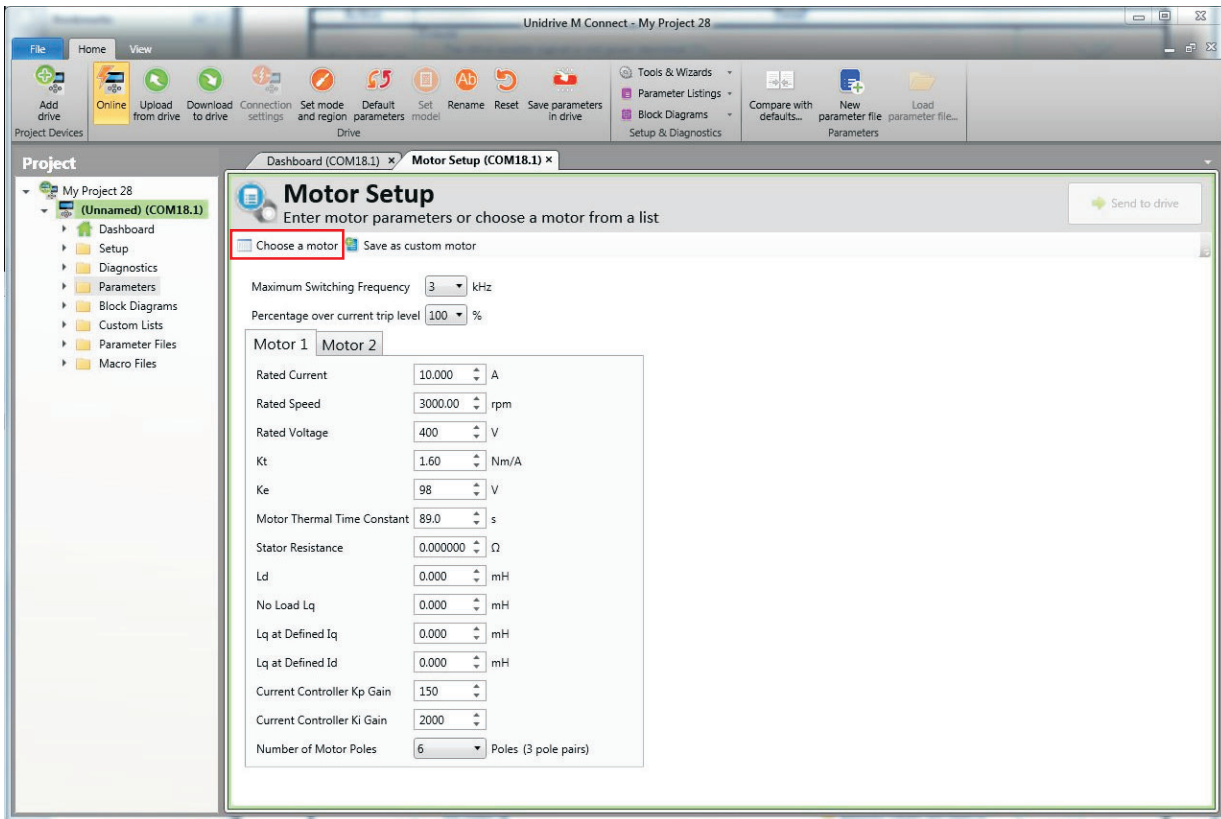 Unidrive M Connect - My Project 28
File Home View
Add drive
Online
Upload from drive
Download to drive
Connection settings
Set mode and region
Default parameters
Set model
Rename
Reset
Save parameters in drive
Tools & Wizards
Parameter Listings
Block Diagrams
Compare with defaults...
New parameter file
Load parameter file...
Project Devices
Drive
Setup & Diagnostics
Parameters
Project
My Project 28
(Unnamed) (COM18.1)
Dashboard
Setup
Diagnostics
Parameters
Block Diagrams
Custom Lists
Parameter Files
Macro Files
Dashboard (COM18.1) × Motor Setup (COM18.1) ×
Motor Setup
Enter motor parameters or choose a motor from a list
Send to drive
Choose a motor Save as custom motor
Maximum Switching Frequency 3 kHz
Percentage over current trip level 100 %
Motor 1 Motor 2
Rated Current 10.000 A
Rated Speed 3000.00 rpm
Rated Voltage 400 V
Kt 1.60 Nm/A
Ke 98 V
Motor Thermal Time Constant 89.0 s
Stator Resistance 0.000000 Ω
Ld 0.000 mH
No Load Lq 0.000 mH
Lq at Defined Iq 0.000 mH
Lq at Defined Id 0.000 mH
Current Controller Kp Gain 150
Current Controller Ki Gain 2000
Number of Motor Poles 6 Poles (3 pole pairs)